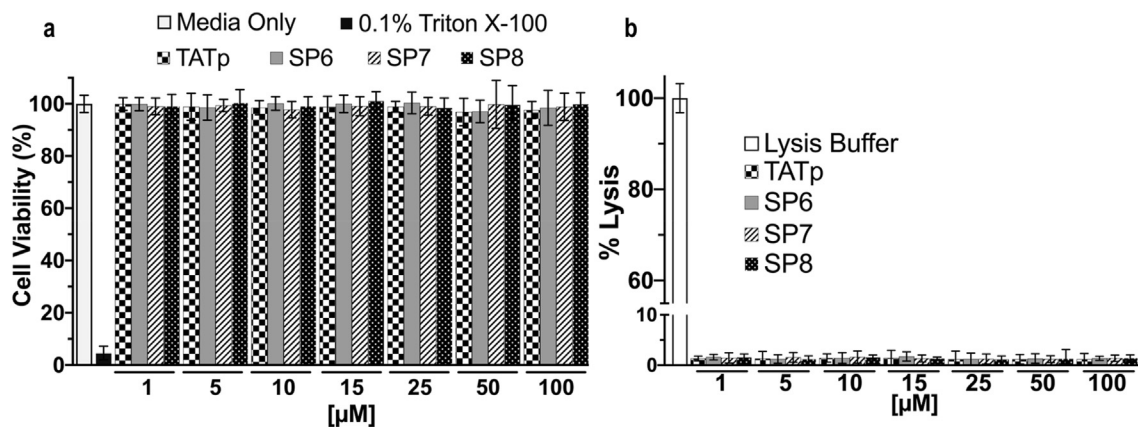 a
Media Only 0.1% Triton X-100
TATp SP6 SP7 SP8
Cell Viability (%)
120
100
80
60
40
20
0
1 5 10 15 25 50 100
[µM]
b
% Lysis
100
80
60
10
0
Lysis Buffer
TATp
SP6
SP7
SP8
1 5 10 15 25 50 100
[µM]